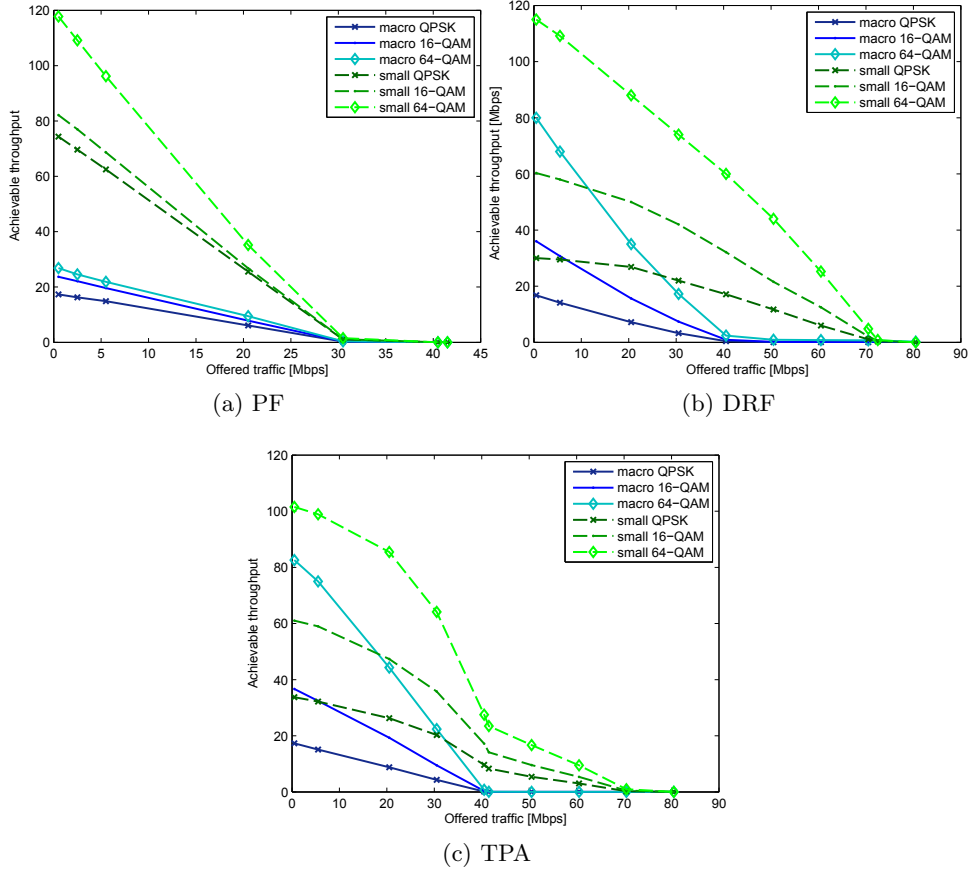 120
100
80
60
40
20
0
Achievable throughput
0 5 10 15 20 25 30 35 40 45
Offered traffic [Mbps]
macro QPSK
macro 16−QAM
macro 64−QAM
small QPSK
small 16−QAM
small 64−QAM
(a) PF
120
100
80
60
40
20
0
Achievable throughput [Mbps]
0 10 20 30 40 50 60 70 80 90
Offered traffic [Mbps]
macro QPSK
macro 16−QAM
macro 64−QAM
small QPSK
small 16−QAM
small 64−QAM
(b) DRF
120
100
80
60
40
20
0
Achievable throughput
0 10 20 30 40 50 60 70 80 90
Offered traffic [Mbps]
macro QPSK
macro 16−QAM
macro 64−QAM
small QPSK
small 16−QAM
small 64−QAM
(c) TPA